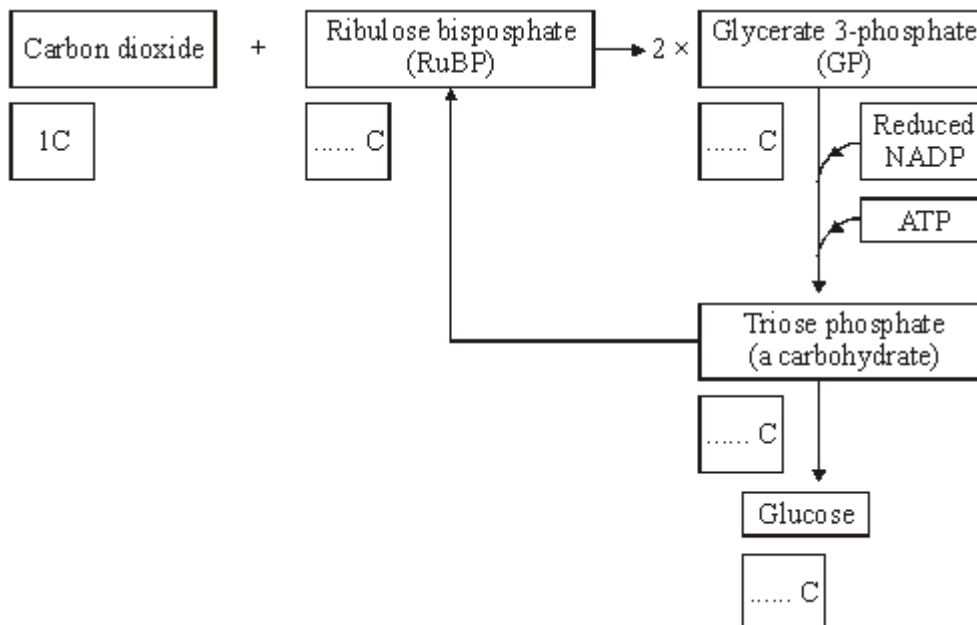 Carbon dioxide
+
Ribulose bisposphate
(RuBP)
2 ×
Glycerate 3-phosphate
(GP)
1C
...... C
...... C
Reduced
NADP
ATP
Triose phosphate
(a carbohydrate)
...... C
Glucose
...... C